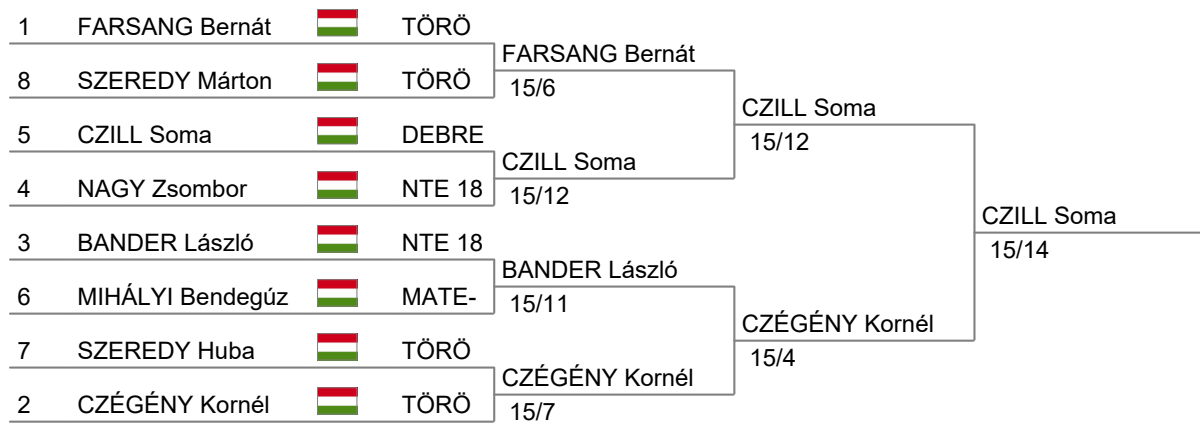 1 FARSANG Bernát TÖRÖ
8 SZEREDY Márton TÖRÖ
5 CZILL Soma DEBRE
4 NAGY Zsombor NTE 18
3 BANDER László NTE 18
6 MIHÁLYI Bendegúz MATE-
7 SZEREDY Huba TÖRÖ
2 CZÉGÉNY Kornél TÖRÖ
FARSANG Bernát
15/6
CZILL Soma
15/12
BANDER László
15/11
CZÉGÉNY Kornél
15/7
CZILL Soma
15/12
CZÉGÉNY Kornél
15/4
CZILL Soma
15/14